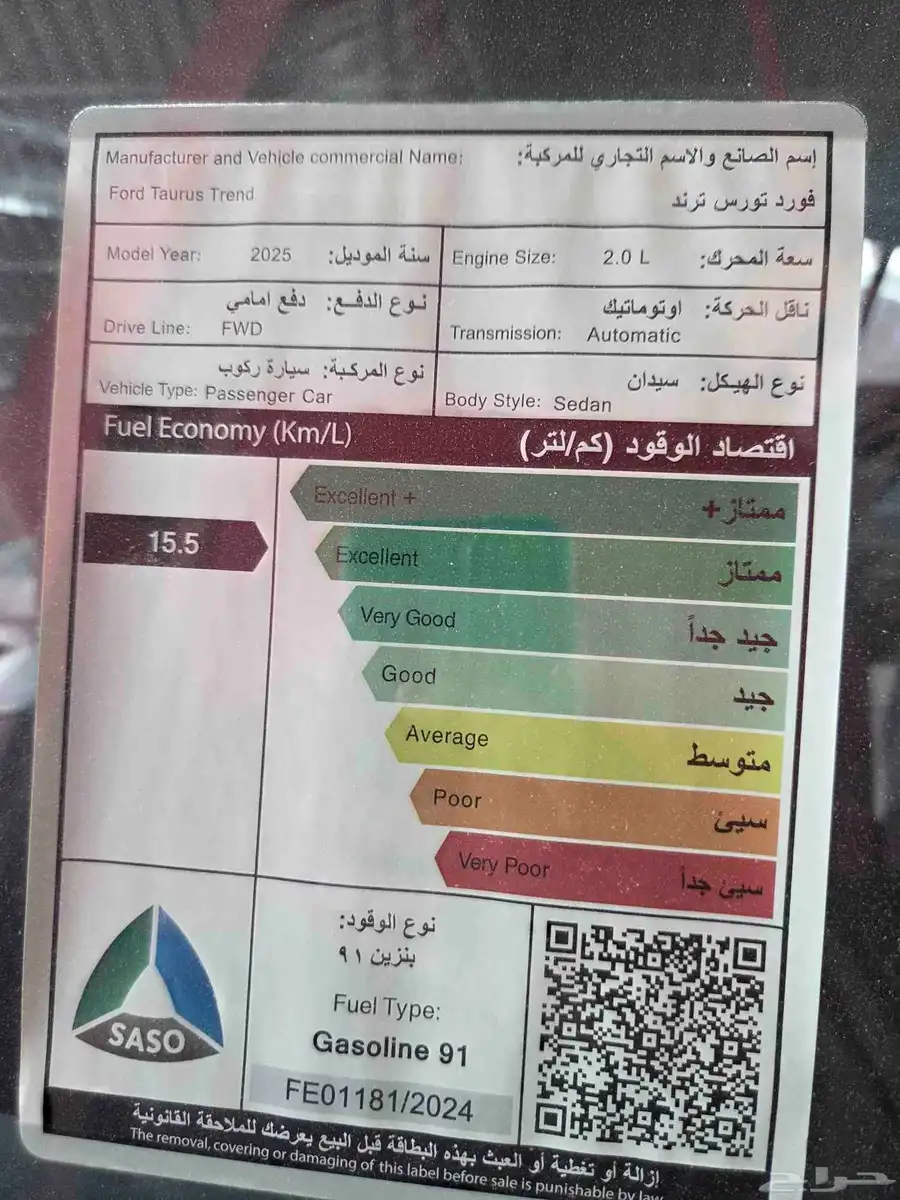 Manufacturer and Vehicle commercial Name: إسم الصانع والاسم التجاري للمركبة:
Ford Taurus Trend فورد تورس ترند
Model Year: 2025 سنة الموديل:
Engine Size: 2.0 L سعة المحرك:
نوع الدفع: دفع امامي
Drive Line: FWD
ناقل الحركة: اوتوماتيك
Transmission: Automatic
نوع المركبة: سيارة ركوب
Vehicle Type: Passenger Car
نوع الهيكل: سيدان
Body Style: Sedan
Fuel Economy (Km/L) اقتصاد الوقود (كم/لتر)
15.5
Excellent + ممتاز+
Excellent ممتاز
Very Good جيد جداً
Good جيد
Average متوسط
Poor سيئ
Very Poor سيئ جداً
SASO
نوع الوقود:
بنزين ٩١
Fuel Type:
Gasoline 91
FE01181/2024
إزالة أو تغطية أو العبث بهذه البطاقة قبل البيع يعرضك للملاحقة القانونية
The removal, covering or damaging of this label before sale is punishable by law
حراج